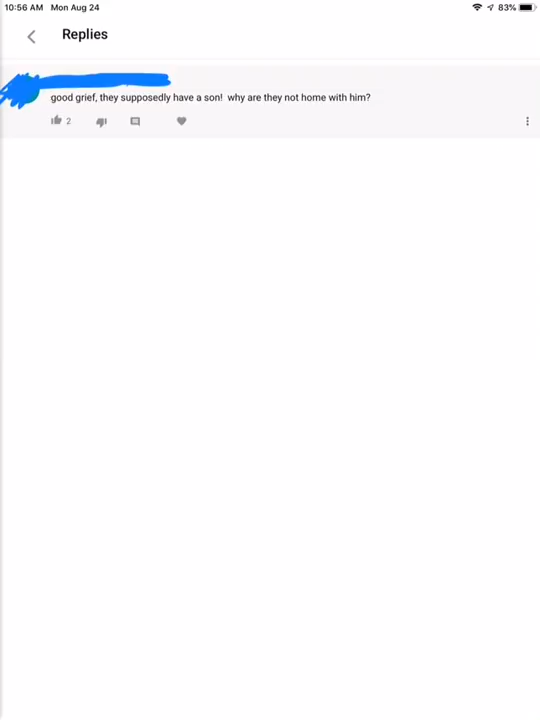 10:56 AM Mon Aug 24 83%
Replies
good grief, they supposedly have a son! why are they not home with him?
2